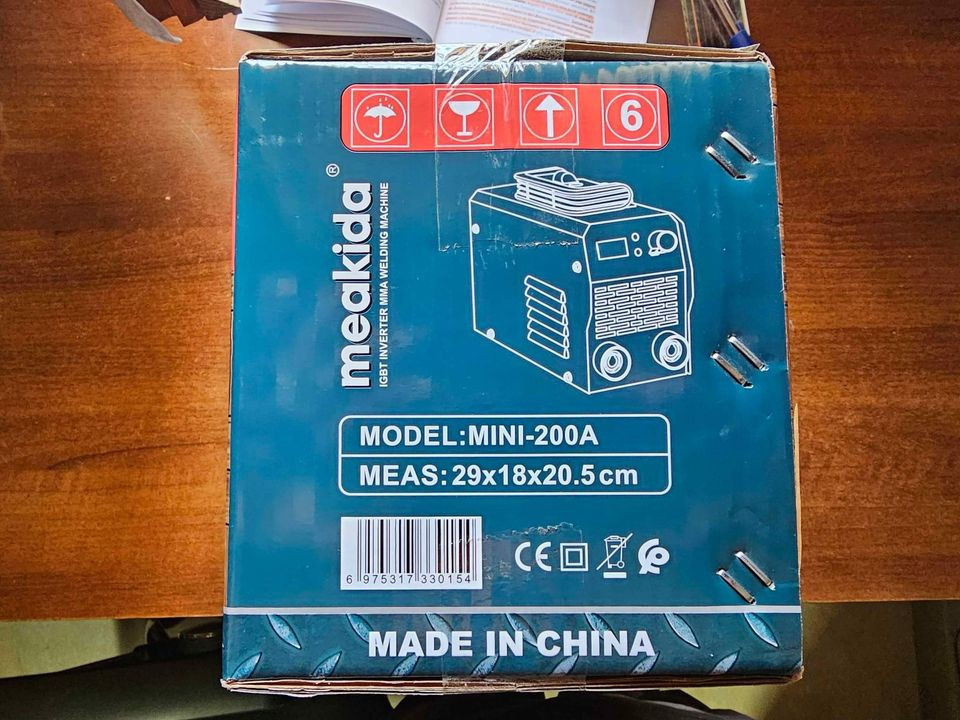 6
meakida®
IGBT INVERTER MMA WELDING MACHINE
MODEL:MINI-200A
MEAS:29x18x20.5cm
6 975317 330154
CE
MADE IN CHINA